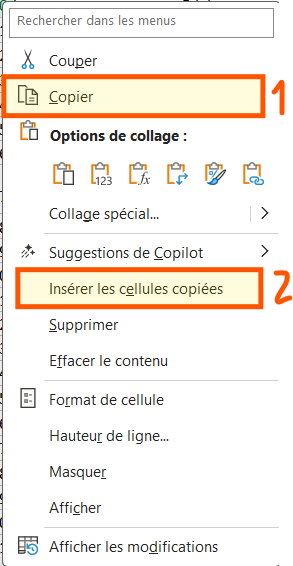 Rechercher dans les menus
Couper
Copier
1
Options de collage :
123
fx
Collage spécial...
Suggestions de Copilot
Insérer les cellules copiées
2
Supprimer
Effacer le contenu
Format de cellule
Hauteur de ligne...
Masquer
Afficher
Afficher les modifications